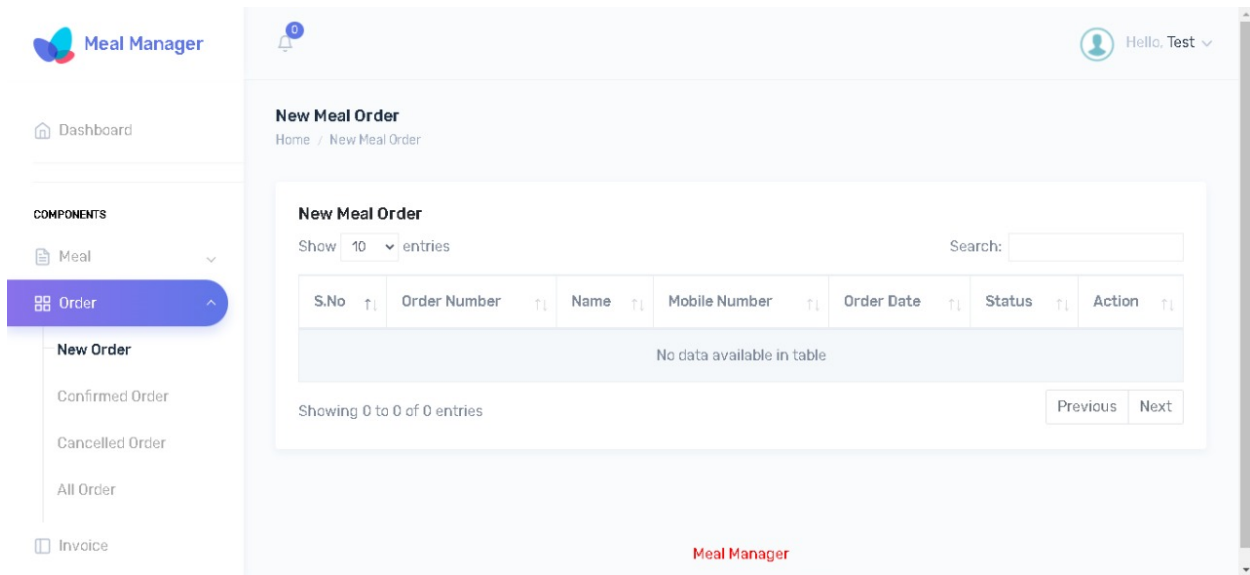 Meal Manager
0
Hello, Test
Dashboard
COMPONENTS
Meal
Order
New Order
Confirmed Order
Cancelled Order
All Order
Invoice
New Meal Order
Home / New Meal Order
New Meal Order
Show 10 entries
Search:
S.No Order Number Name Mobile Number Order Date Status Action
No data available in table
Showing 0 to 0 of 0 entries
Previous Next
Meal Manager